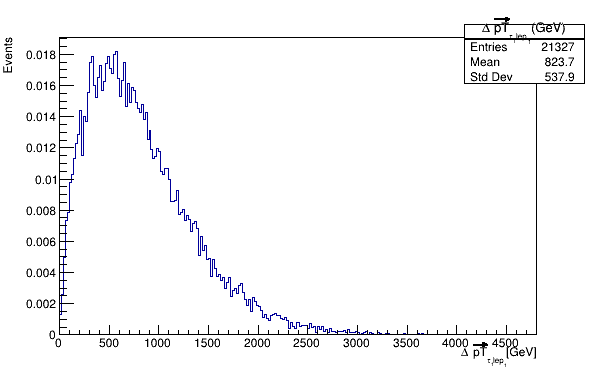 Δ pT τ,lep, (GeV)
Entries 21327
Mean 823.7
Std Dev 537.9
Events
0.018
0.016
0.014
0.012
0.01
0.008
0.006
0.004
0.002
0
0 500 1000 1500 2000 2500 3000 3500 4000 4500
Δ pT τ,lep, [GeV]